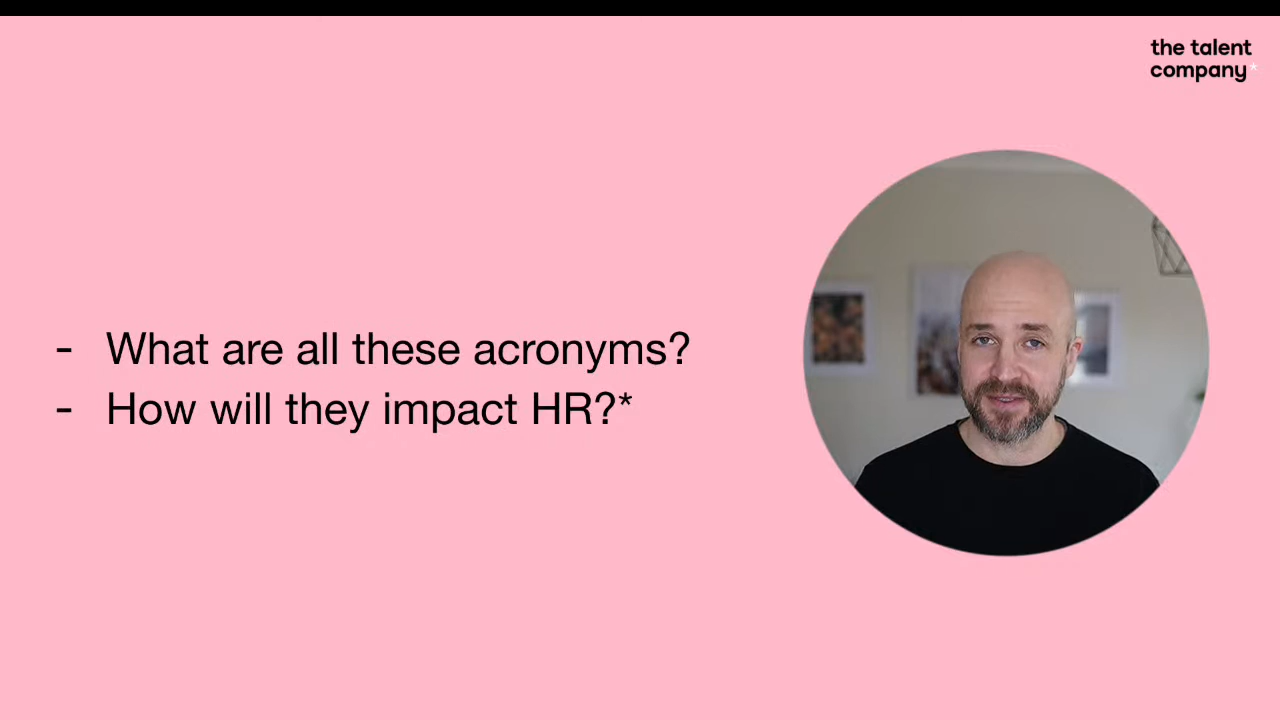 the talent
company*
- What are all these acronyms?
- How will they impact HR?*